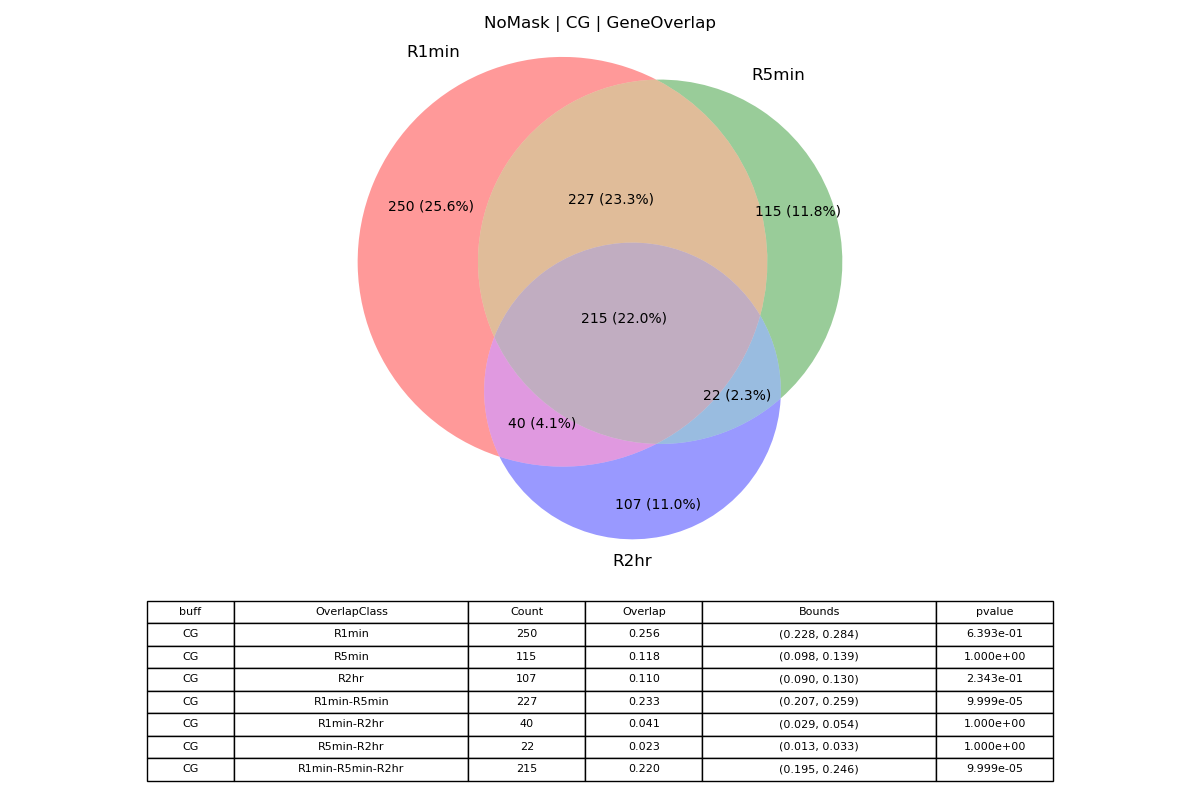 NoMask | CG | GeneOverlap
R1min
R5min
227 (23.3%)
250 (25.6%)
115 (11.8%)
215 (22.0%)
22 (2.3%)
40 (4.1%)
107 (11.0%)
R2hr
buff OverlapClass Count Overlap Bounds pvalue
CG R1min 250 0.256 (0.228, 0.284) 6.393e-01
CG R5min 115 0.118 (0.098, 0.139) 1.000e+00
CG R2hr 107 0.110 (0.090, 0.130) 2.343e-01
CG R1min-R5min 227 0.233 (0.207, 0.259) 9.999e-05
CG R1min-R2hr 40 0.041 (0.029, 0.054) 1.000e+00
CG R5min-R2hr 22 0.023 (0.013, 0.033) 1.000e+00
CG R1min-R5min-R2hr 215 0.220 (0.195, 0.246) 9.999e-05